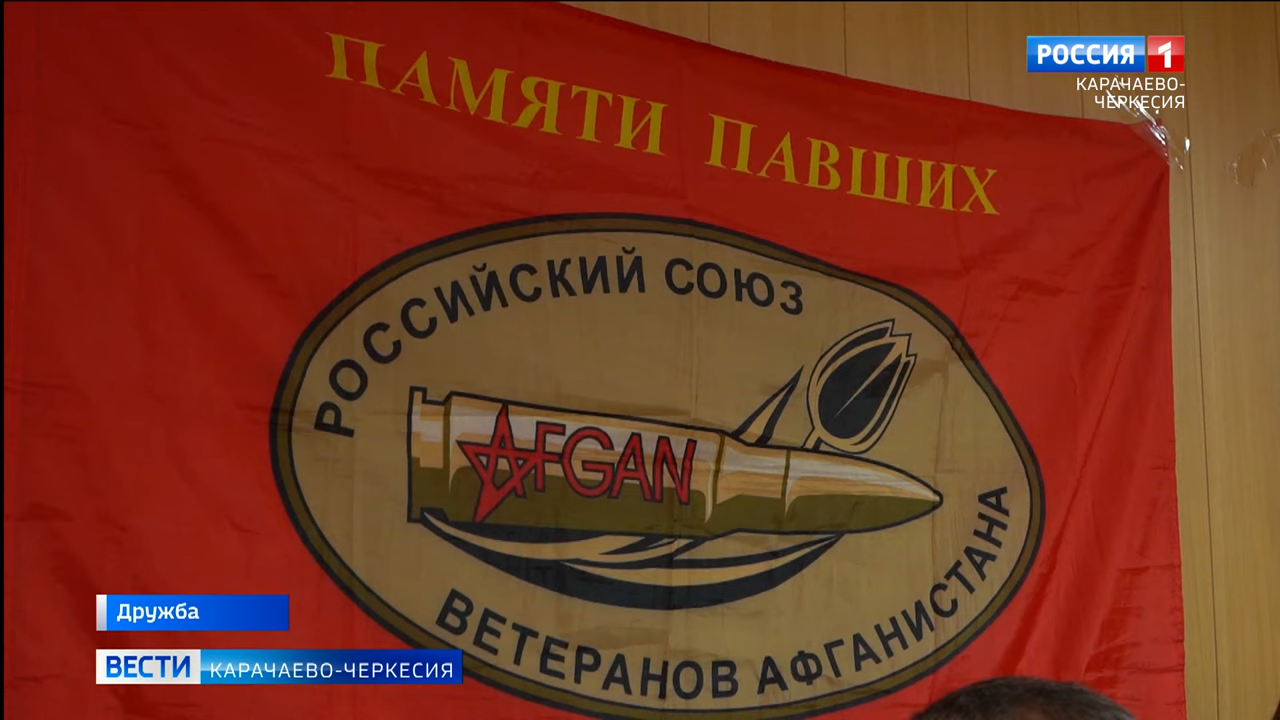 РОССИЯ 1
КАРАЧАЕВО-
ЧЕРКЕСИЯ
ПАМЯТИ ПАВШИХ
РОССИЙСКИЙ СОЮЗ
AFGAN
ВЕТЕРАНОВ АФГАНИСТАНА
Дружба
ВЕСТИ КАРАЧАЕВО-ЧЕРКЕСИЯ